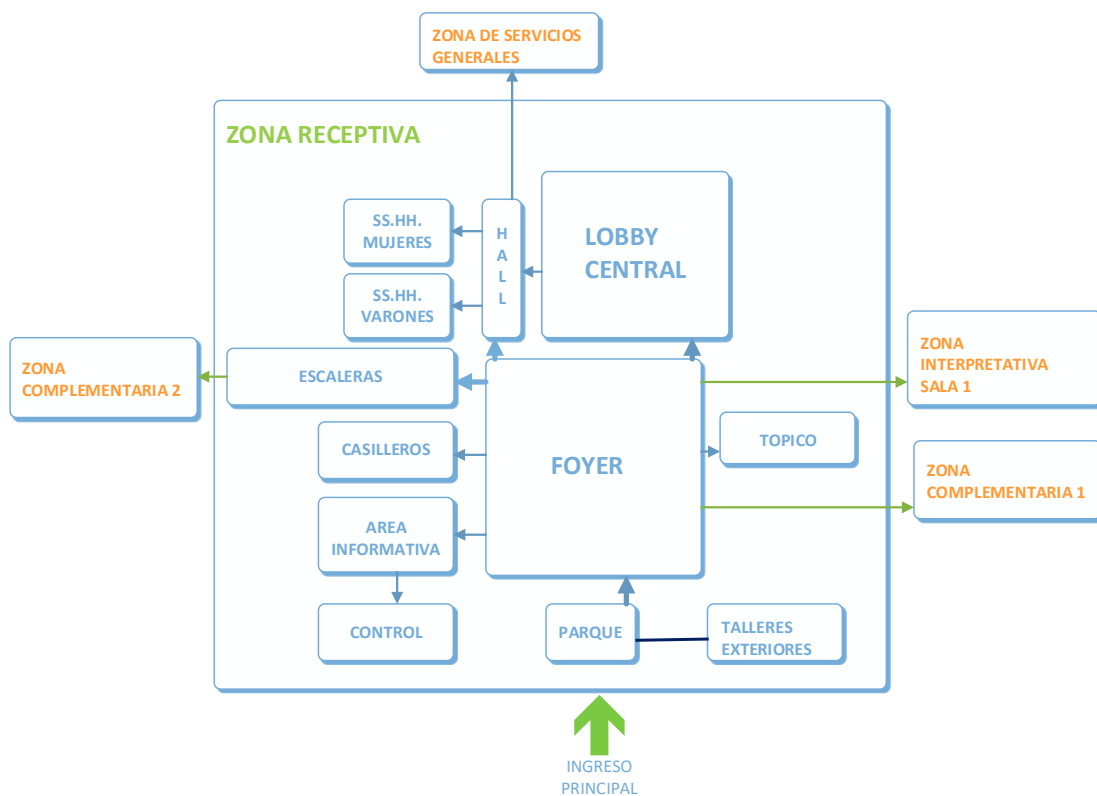 ZONA DE SERVICIOS
GENERALES
ZONA RECEPTIVA
SS.HH.
MUJERES
H
A
L
L
LOBBY
CENTRAL
SS.HH.
VARONES
ZONA
COMPLEMENTARIA 2
ESCALERAS
ZONA
INTERPRETATIVA
SALA 1
CASILLEROS
FOYER
TOPICO
ZONA
COMPLEMENTARIA 1
AREA
INFORMATIVA
CONTROL
PARQUE
TALLERES
EXTERIORES
INGRESO
PRINCIPAL